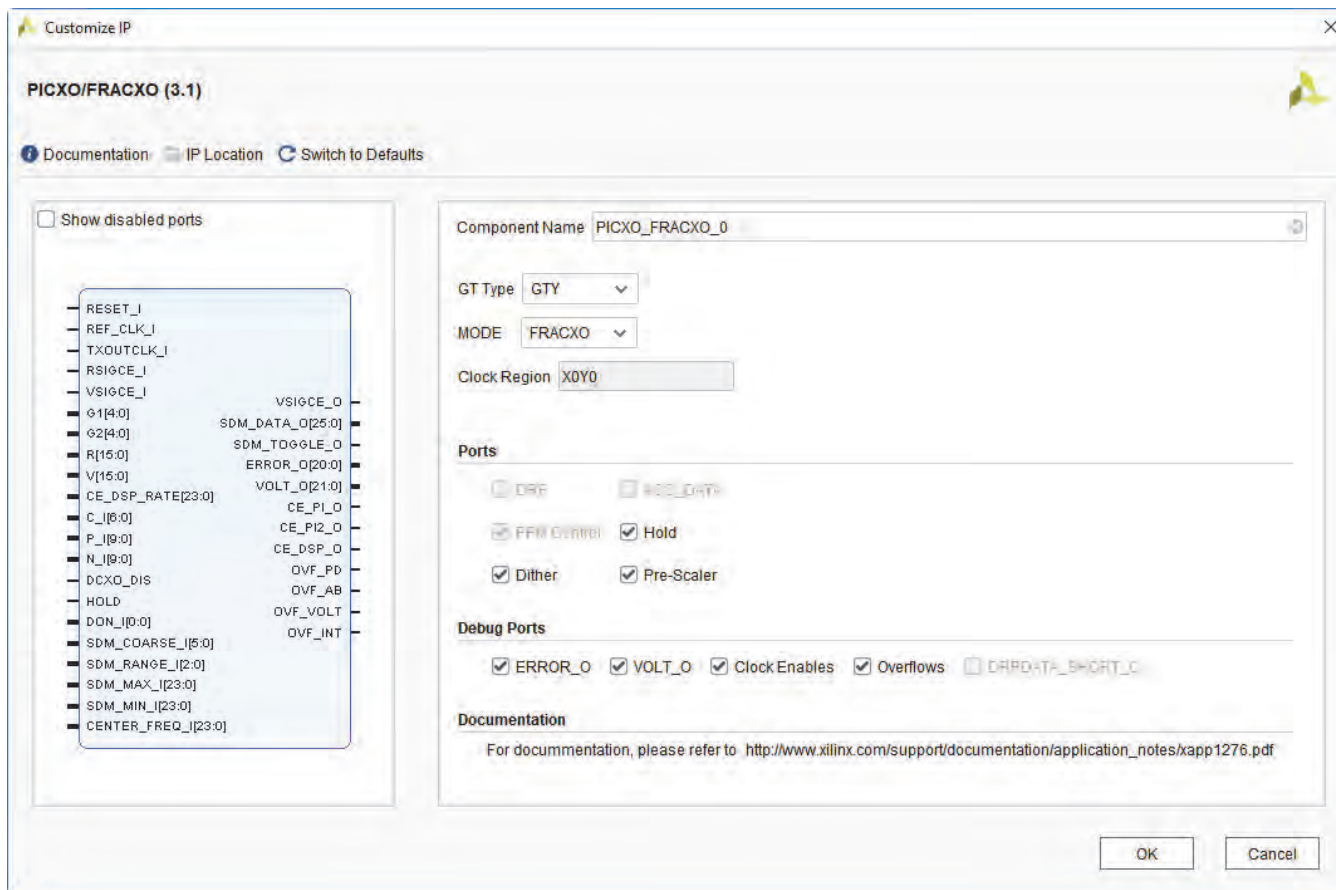 Customize IP
PICXO/FRACXO (3.1)
Documentation IP Location Switch to Defaults
Show disabled ports
RESET_I
REF_CLK_I
TXOUTCLK_I
RSIGCE_I
VSIGCE_I
G1[4:0]
G2[4:0]
R[15:0]
V[15:0]
CE_DSP_RATE[23:0]
C_I[6:0]
P_I[9:0]
N_I[9:0]
DCXO_DIS
HOLD
DON_I[0:0]
SDM_COARSE_I[5:0]
SDM_RANGE_I[2:0]
SDM_MAX_I[23:0]
SDM_MIN_I[23:0]
CENTER_FREQ_I[23:0]
VSIGCE_O
SDM_DATA_O[25:0]
SDM_TOGGLE_O
ERROR_O[20:0]
VOLT_O[21:0]
CE_PI_O
CE_PI2_O
CE_DSP_O
OVF_PD
OVF_AB
OVF_VOLT
OVF_INT
Component Name PICXO_FRACXO_0
GT Type GTY
MODE FRACXO
Clock Region X0Y0
Ports
DRP ACC_DATA
PPM Control Hold
Dither Pre-Scaler
Debug Ports
ERROR_O VOLT_O Clock Enables Overflows DRPDATA_SHORT_O
Documentation
For docummentation, please refer to http://www.xilinx.com/support/documentation/application_notes/xapp1276.pdf
OK Cancel